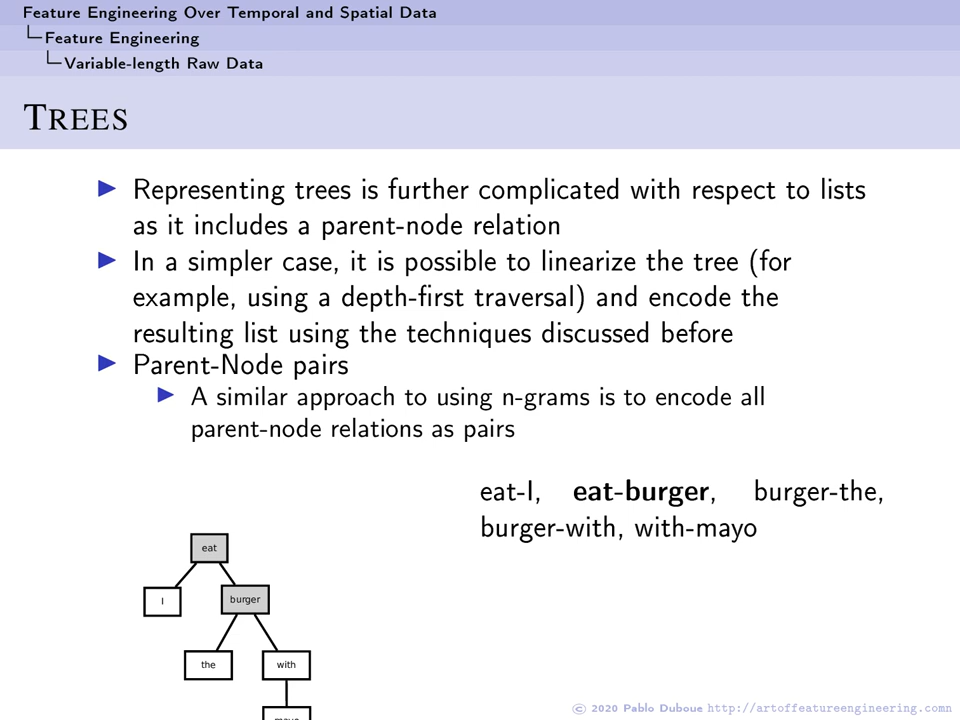 Feature Engineering Over Temporal and Spatial Data
Feature Engineering
Variable-length Raw Data
TREES
Representing trees is further complicated with respect to lists
as it includes a parent-node relation
In a simpler case, it is possible to linearize the tree (for
example, using a depth-first traversal) and encode the
resulting list using the techniques discussed before
Parent-Node pairs
A similar approach to using n-grams is to encode all
parent-node relations as pairs
eat-I, eat-burger, burger-the,
burger-with, with-mayo
eat
I
burger
the
with
© 2020 Pablo Duboue http://artoffeatureengineering.comn